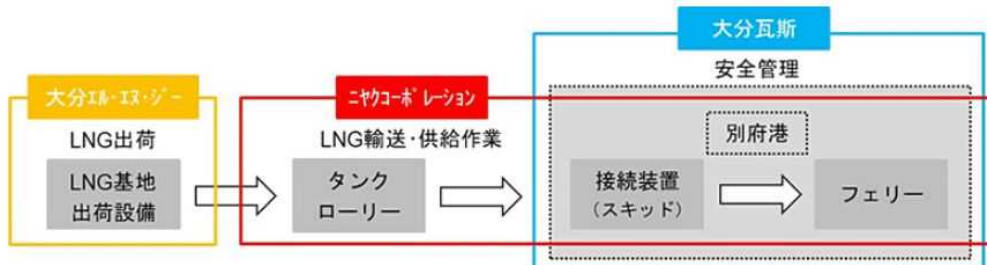 大分瓦斯
安全管理
大分エル・エヌ・ジー
ニヤクコーポレーション
LNG出荷
LNG輸送・供給作業
別府港
LNG基地
出荷設備
タンク
ローリー
接続装置
(スキッド)
フェリー